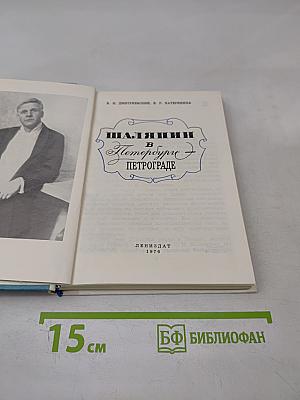 В. Н. ДМИТРИЕВСКИЙ, Е. Р. КАТЕРИНИНА
ШАЛЯПИН
в
Петербурге —
ПЕТРОГРАДЕ
ЛЕНИЗДАТ
1976
15 см
БФ БИБЛИОФАН